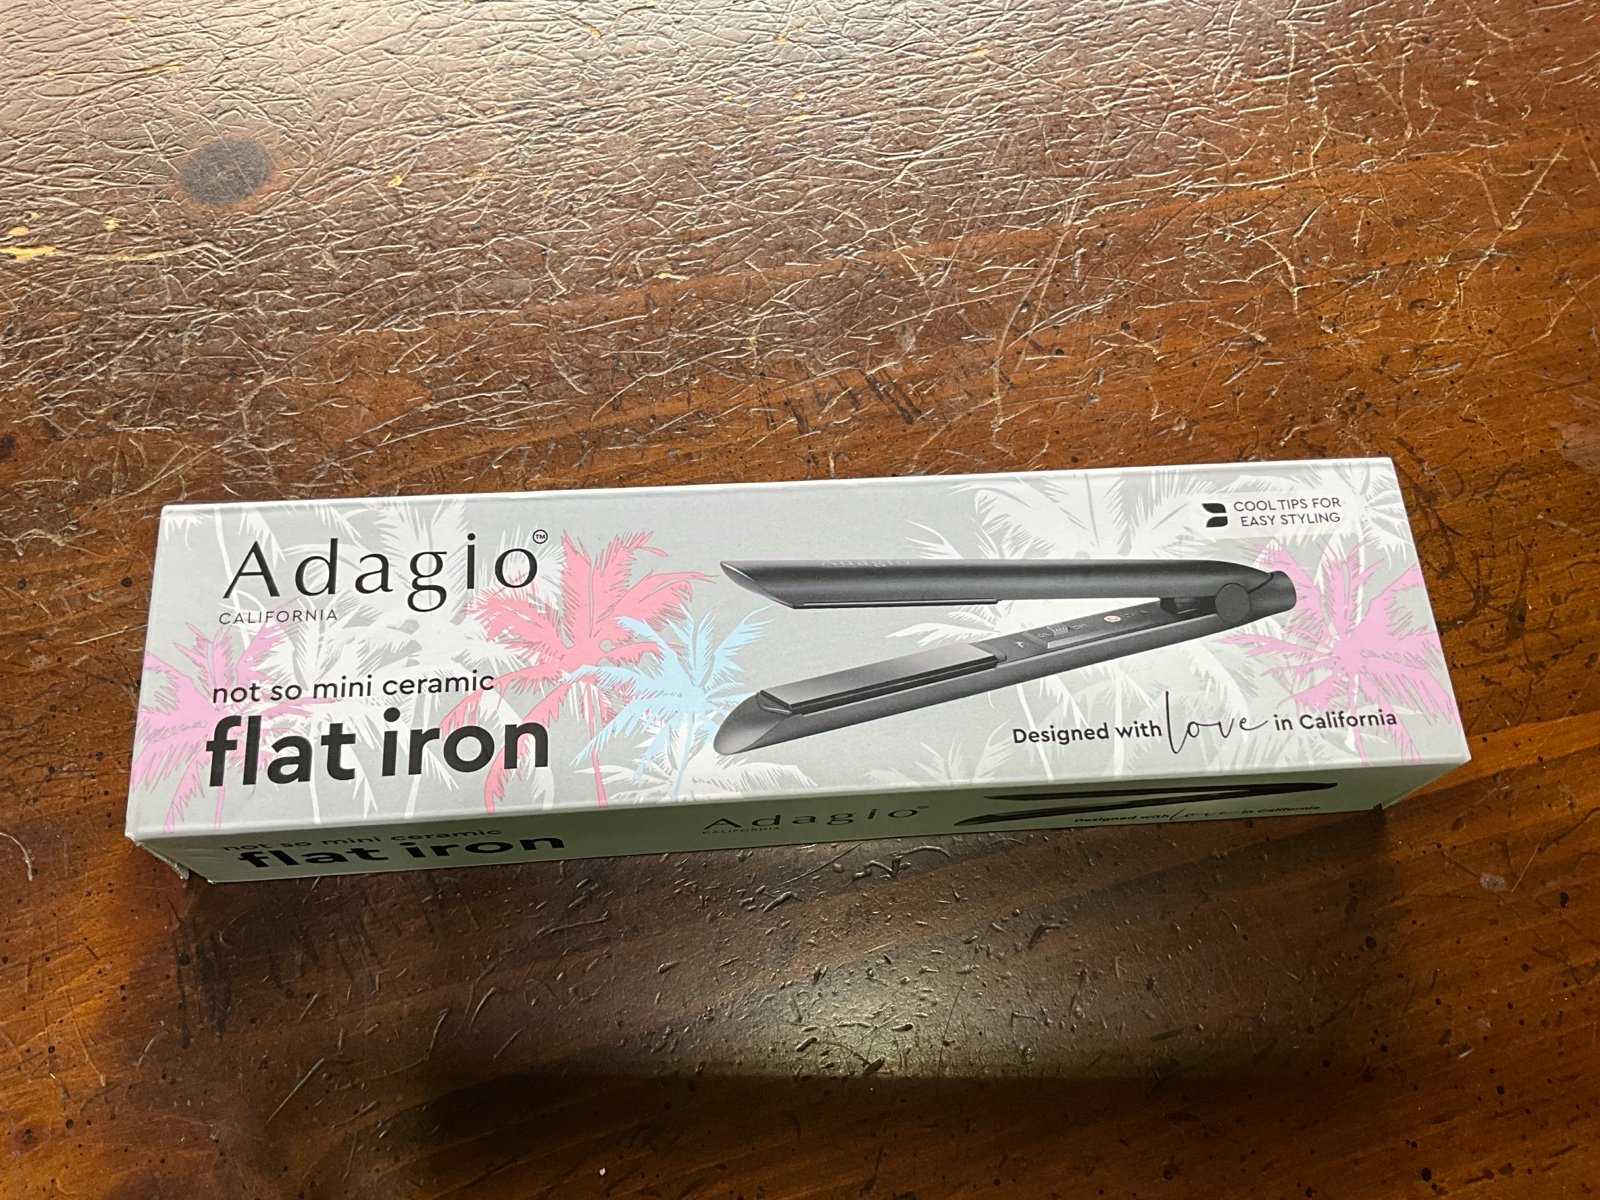 Adagio™
CALIFORNIA
not so mini ceramic
flat iron
COOL TIPS FOR
EASY STYLING
Adagio
Designed with love in California
not so mini ceramic
flat iron
Adagio
CALIFORNIA
Designed with love in California